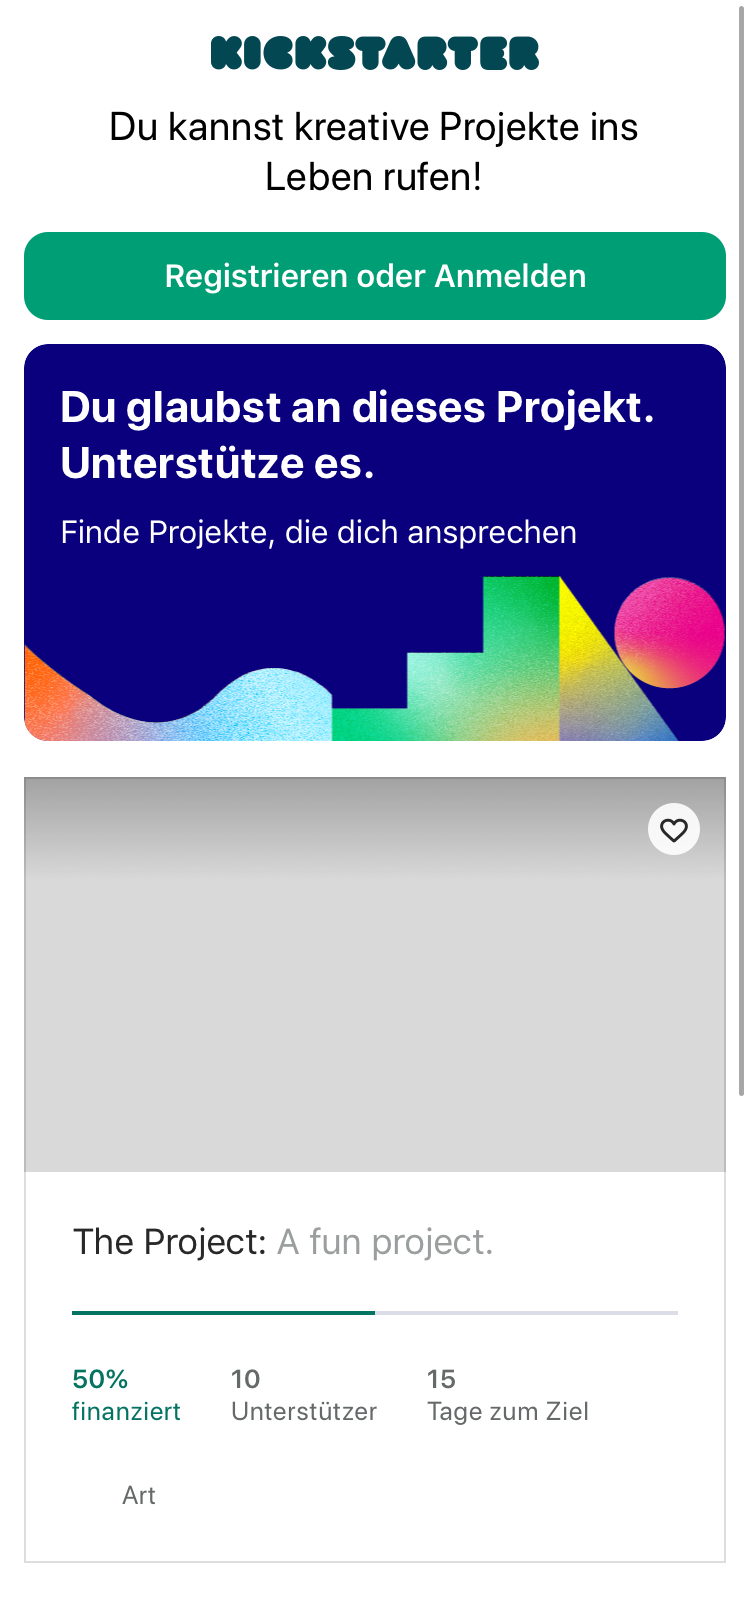 KICKSTARTER
Du kannst kreative Projekte ins
Leben rufen!
Registrieren oder Anmelden
Du glaubst an dieses Projekt.
Unterstütze es.
Finde Projekte, die dich ansprechen
The Project: A fun project.
50% 10 15
finanziert Unterstützer Tage zum Ziel
Art